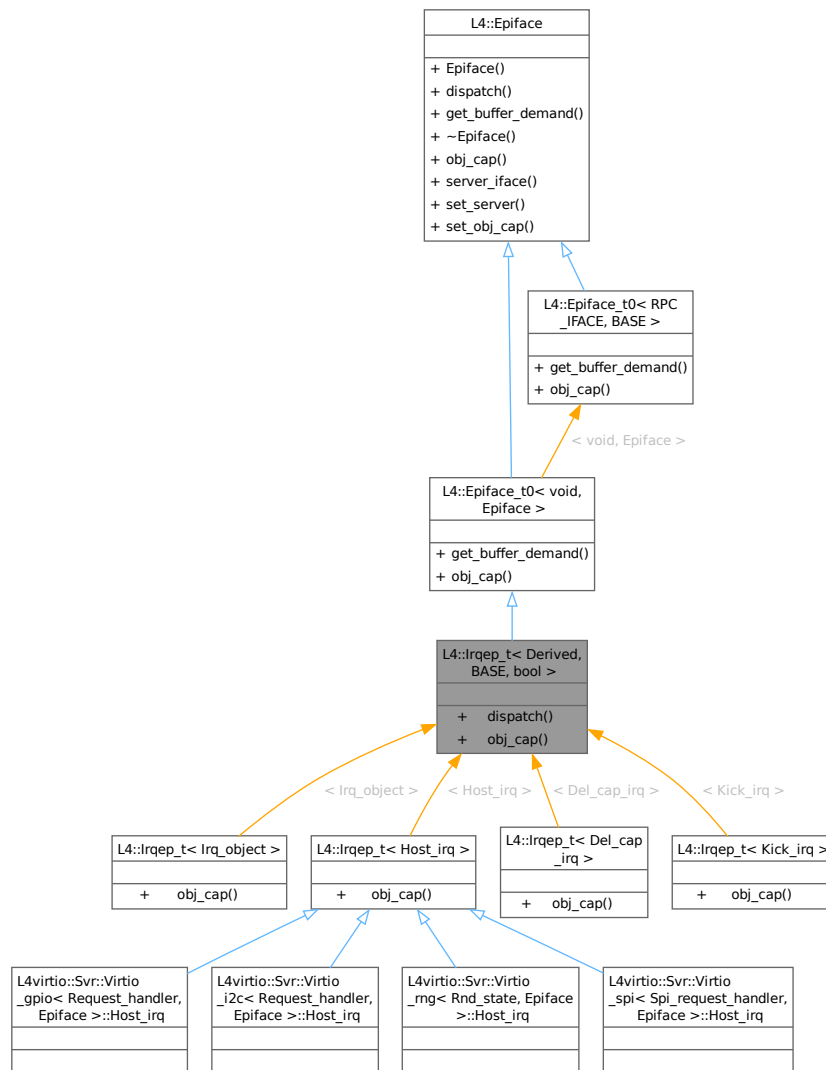 L4::Epiface
+ Epiface()
+ dispatch()
+ get_buffer_demand()
+ ~Epiface()
+ obj_cap()
+ server_iface()
+ set_server()
+ set_obj_cap()
L4::Epiface_t0< RPC
_IFACE, BASE >
+ get_buffer_demand()
+ obj_cap()
< void, Epiface >
L4::Epiface_t0< void,
Epiface >
+ get_buffer_demand()
+ obj_cap()
L4::Irqep_t< Derived,
BASE, bool >
+ dispatch()
+ obj_cap()
< Irq_object >
< Host_irq >
< Del_cap_irq >
< Kick_irq >
L4::Irqep_t< Irq_object >
+ obj_cap()
L4::Irqep_t< Host_irq >
+ obj_cap()
L4::Irqep_t< Del_cap
_irq >
+ obj_cap()
L4::Irqep_t< Kick_irq >
+ obj_cap()
L4virtio::Svr::Virtio
_gpio< Request_handler,
Epiface >::Host_irq
L4virtio::Svr::Virtio
_i2c< Request_handler,
Epiface >::Host_irq
L4virtio::Svr::Virtio
_rng< Rnd_state, Epiface
>::Host_irq
L4virtio::Svr::Virtio
_spi< Spi_request_handler,
Epiface >::Host_irq